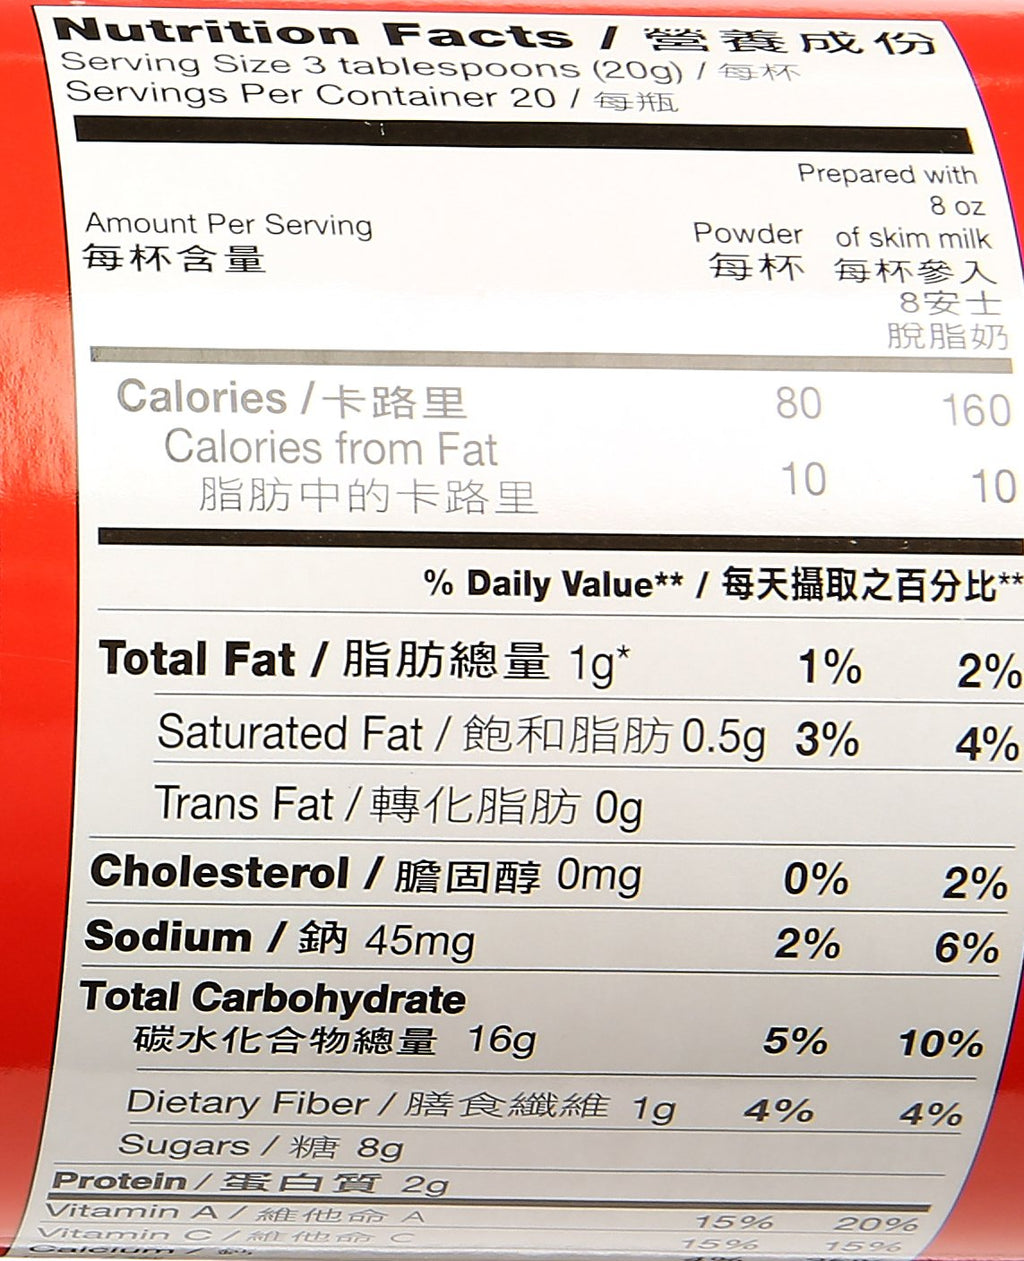 Nutrition Facts / 營養成份
Serving Size 3 tablespoons (20g) / 每杯
Servings Per Container 20 / 每瓶
Prepared with
8 oz
Amount Per Serving Powder of skim milk
每杯含量 每杯 每杯參入
8安士
脫脂奶
Calories / 卡路里 80 160
Calories from Fat
脂肪中的卡路里 10 10
% Daily Value** / 每天攝取之百分比**
Total Fat / 脂肪總量 1g* 1% 2%
Saturated Fat / 飽和脂肪 0.5g 3% 4%
Trans Fat / 轉化脂肪 0g
Cholesterol / 膽固醇 0mg 0% 2%
Sodium / 鈉 45mg 2% 6%
Total Carbohydrate
碳水化合物總量 16g 5% 10%
Dietary Fiber / 膳食纖維 1g 4% 4%
Sugars / 糖 8g
Protein / 蛋白質 2g
Vitamin A / 維他命 A 15% 20%
Vitamin C / 維他命 C 15% 15%
Calcium /